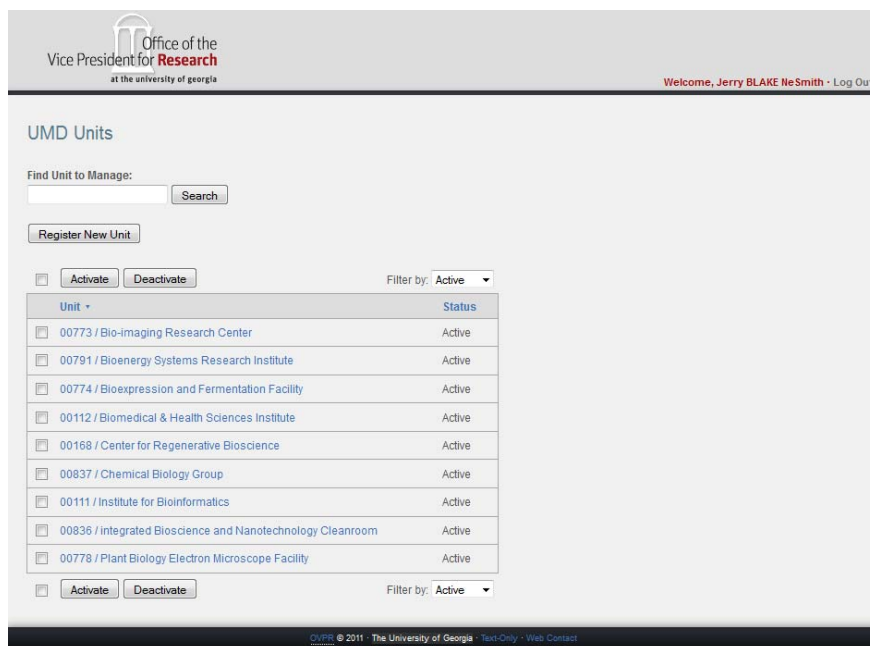 Office of the
Vice President for Research
at the university of georgia
Welcome, Jerry BLAKE NeSmith · Log Ou
UMD Units
Find Unit to Manage:
Search
Register New Unit
Activate Deactivate Filter by: Active
Unit Status
00773 / Bio-imaging Research Center Active
00791 / Bioenergy Systems Research Institute Active
00774 / Bioexpression and Fermentation Facility Active
00112 / Biomedical & Health Sciences Institute Active
00168 / Center for Regenerative Bioscience Active
00837 / Chemical Biology Group Active
00111 / Institute for Bioinformatics Active
00836 / integrated Bioscience and Nanotechnology Cleanroom Active
00778 / Plant Biology Electron Microscope Facility Active
Activate Deactivate Filter by: Active
OVPR © 2011 · The University of Georgia · Text-Only · Web Contact